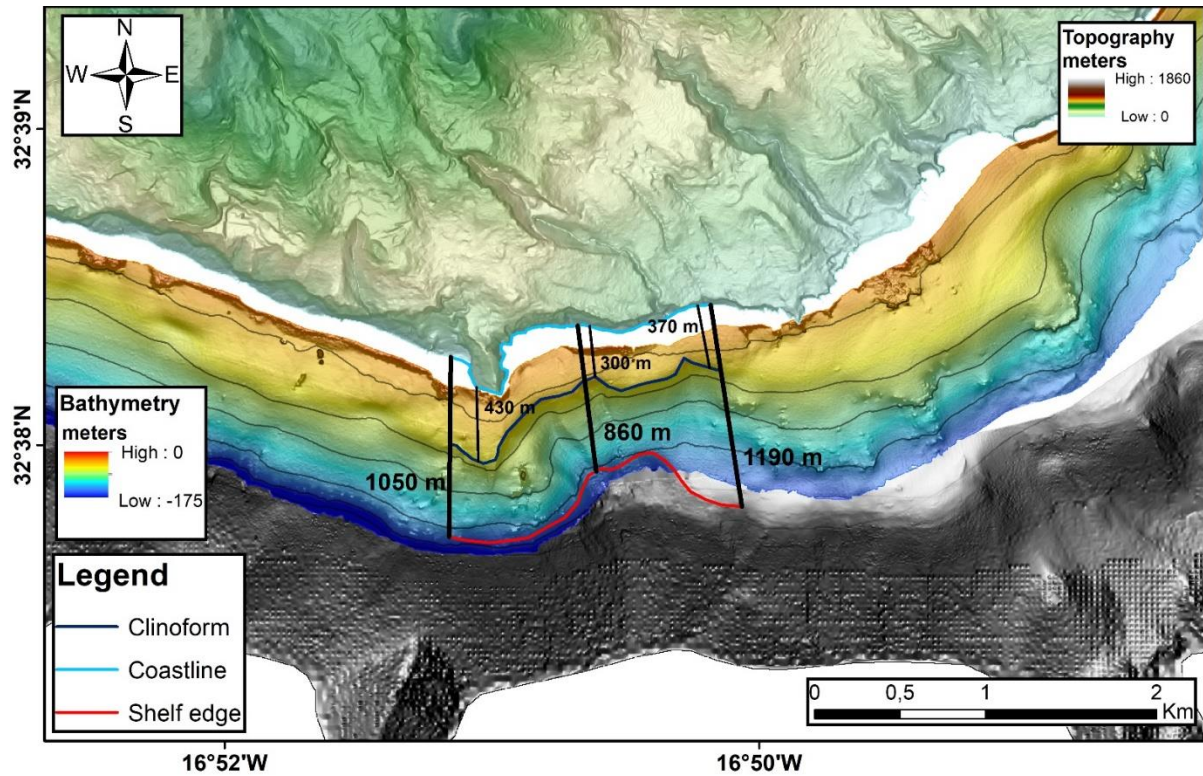 N
W E
S
Topography
meters
High : 1860
Low : 0
32°39'N
370 m
300 m
430 m
860 m
1050 m
1190 m
32°38'N
Bathymetry
meters
High : 0
Low : -175
Legend
Clinoform
Coastline
Shelf edge
0 0,5 1 2
Km
16°52'W 16°50'W